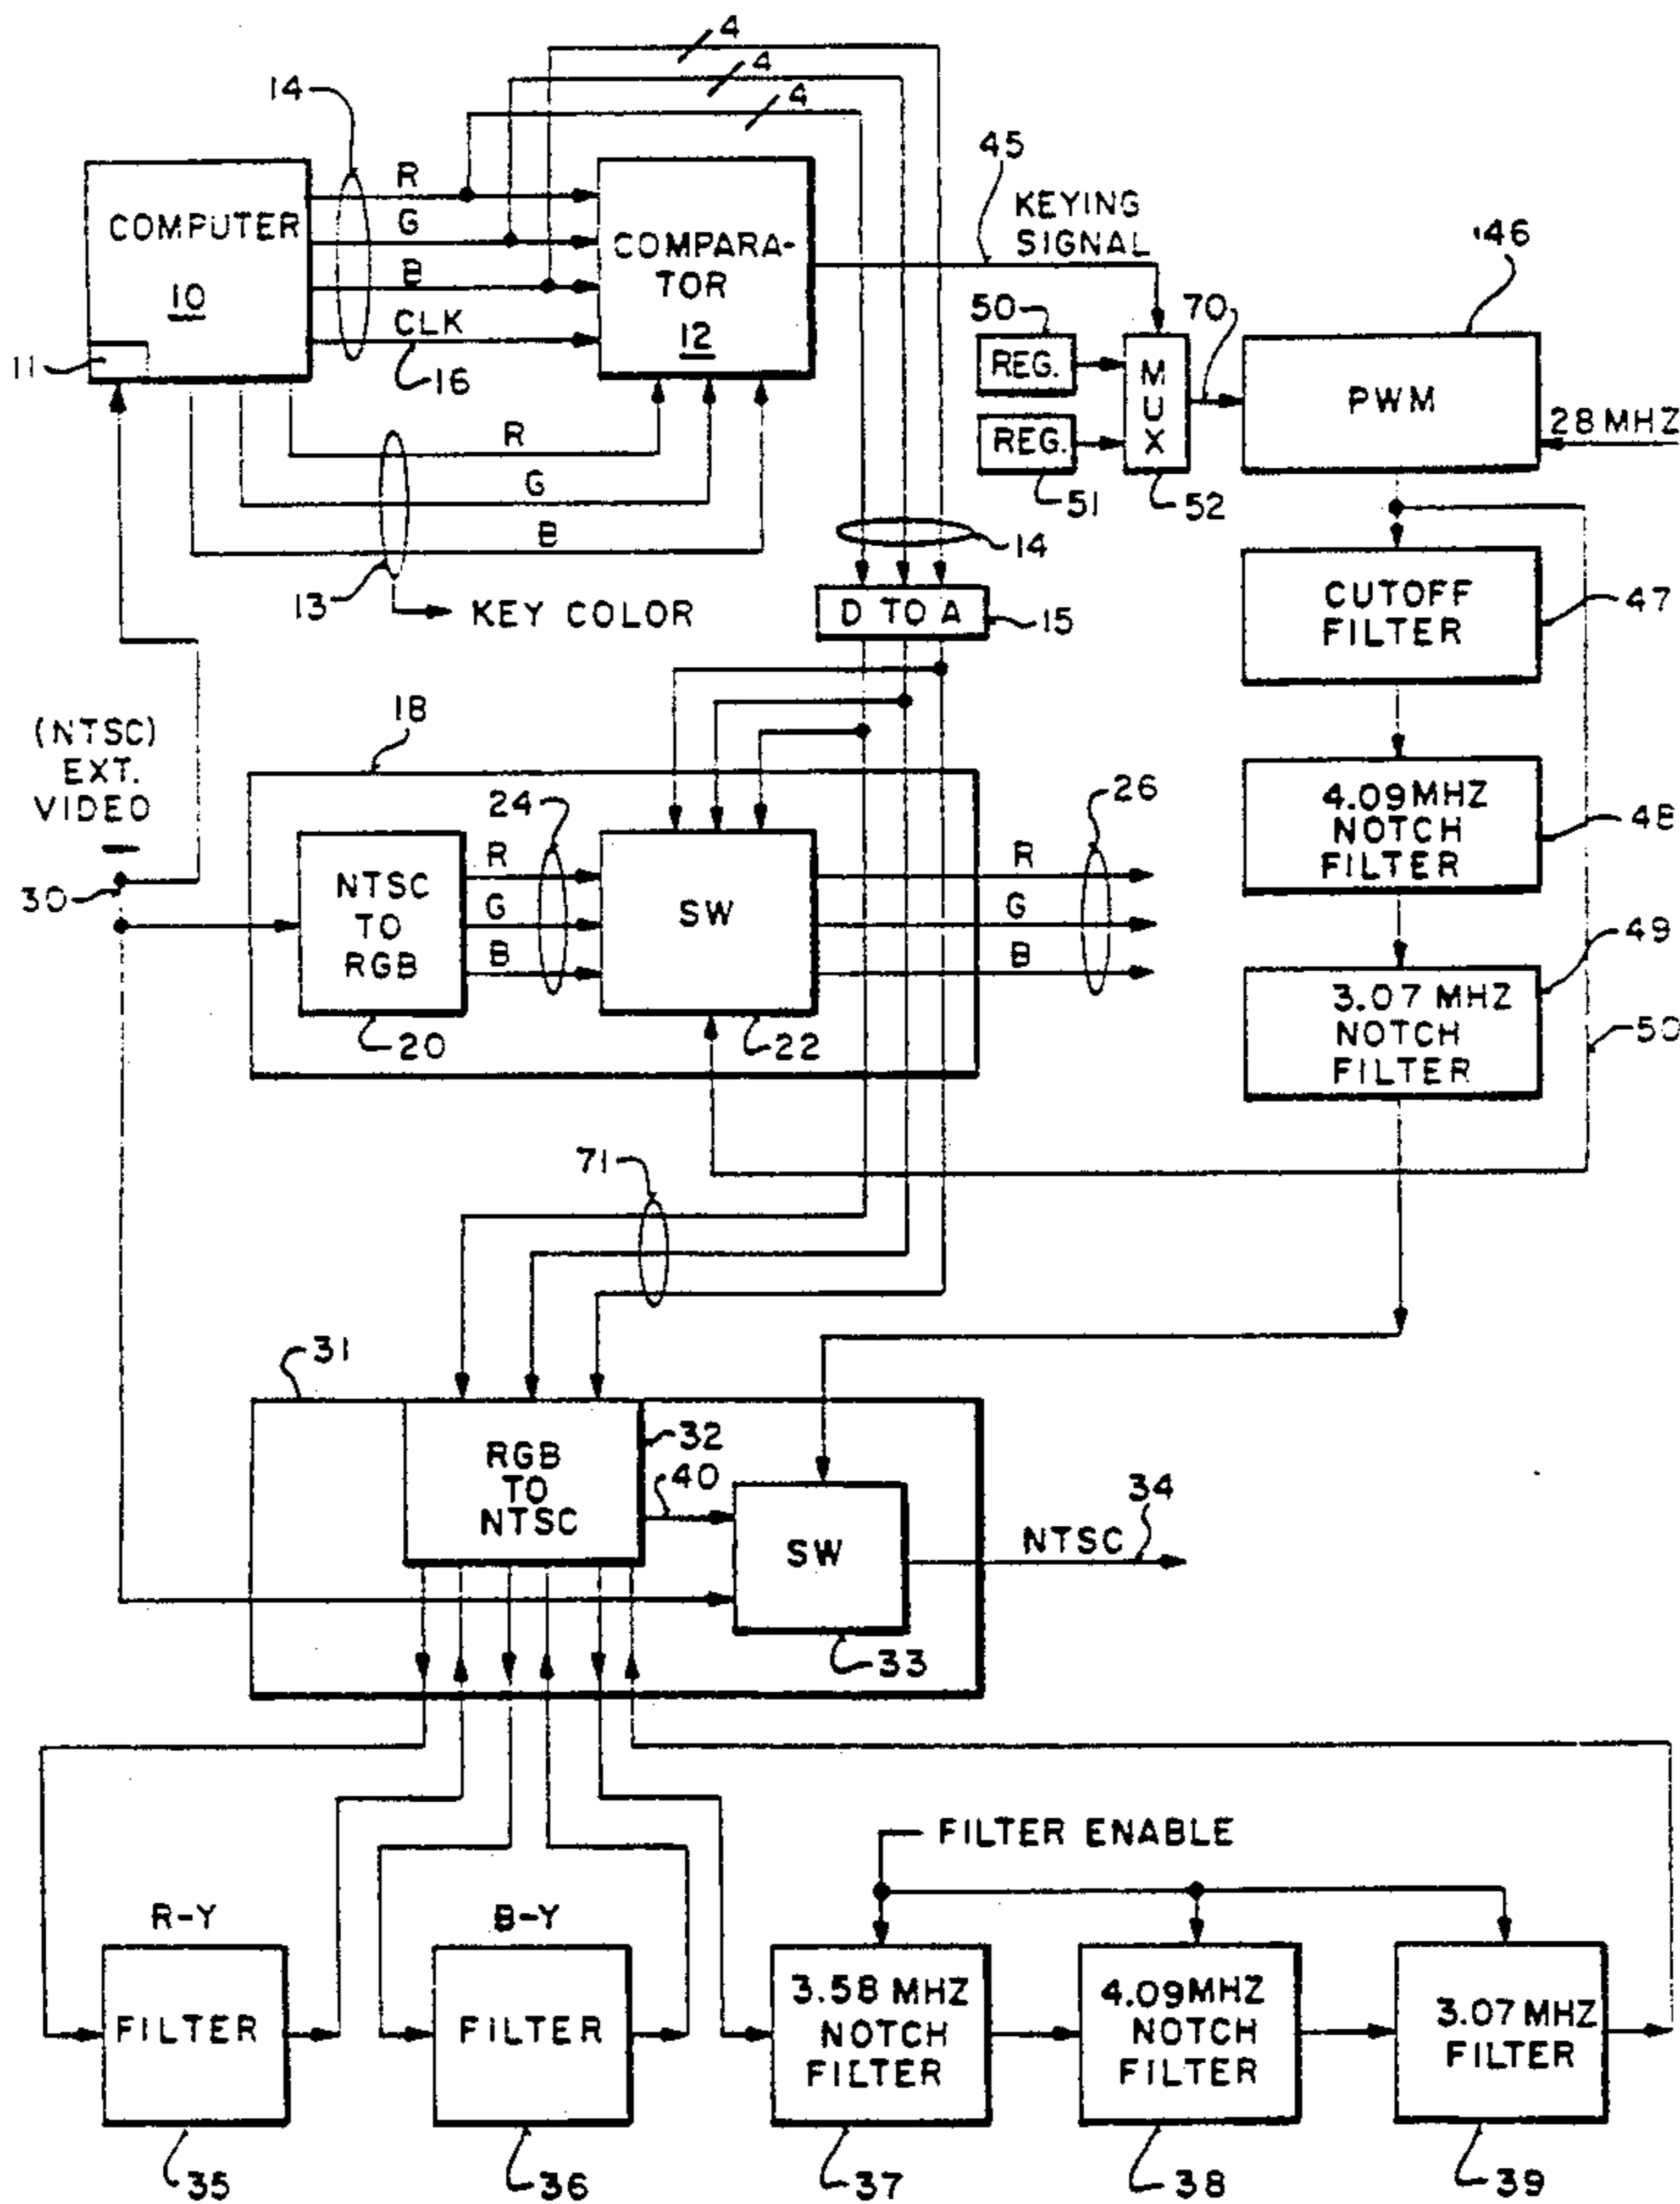 4
4
4
14
R
G
B
CLK
16
COMPUTER
10
11
COMPARA-
TOR
12
45
KEYING
SIGNAL
50
REG.
REG.
51
MUX
52
70
46
PWM
28 MHZ
R
G
B
13
KEY COLOR
14
D TO A
15
CUTOFF
FILTER
47
(NTSC)
EXT.
VIDEO
30
18
24
26
NTSC
TO
RGB
20
R
G
B
SW
22
R
G
B
4.09MHZ
NOTCH
FILTER
48
3.07 MHZ
NOTCH
FILTER
49
50
71
31
RGB
TO
NTSC
32
40
SW
33
NTSC
34
FILTER ENABLE
R-Y
FILTER
35
B-Y
FILTER
36
3.58 MHZ
NOTCH
FILTER
37
4.09MHZ
NOTCH
FILTER
38
3.07 MHZ
FILTER
39